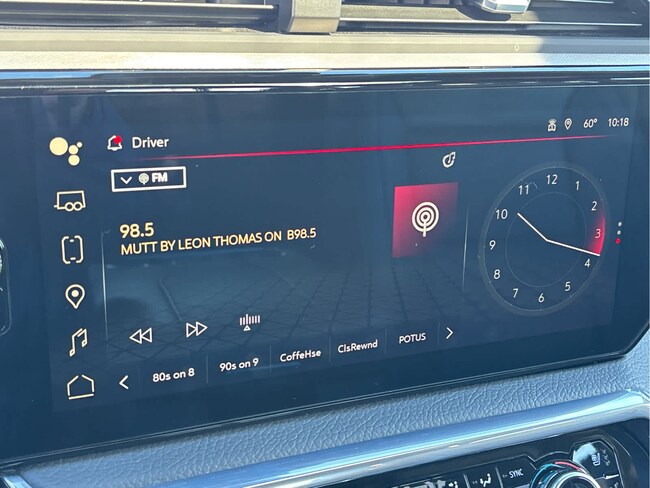 Driver
60° 10:18
FM
98.5
MUTT BY LEON THOMAS ON B98.5
12
1
2
3
4
5
6
7
8
9
10
11
80s on 8 90s on 9 CoffeHse ClsRewnd POTUS
SYNC